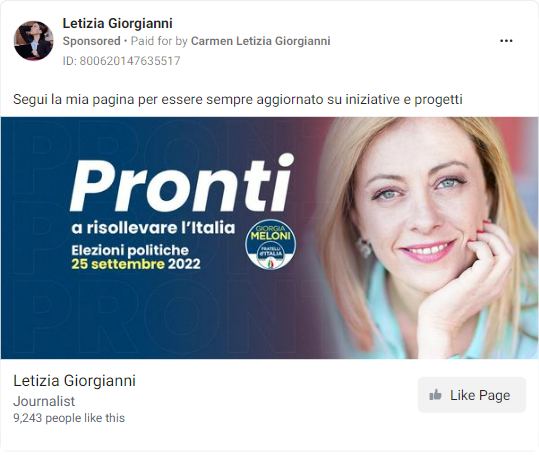 Letizia Giorgianni
Sponsored • Paid for by Carmen Letizia Giorgianni
ID: 800620147635517
Segui la mia pagina per essere sempre aggiornato su iniziative e progetti
Pronti
a risollevare l'Italia
Elezioni politiche
25 settembre 2022
GIORGIA
MELONI
FRATELLI
d'ITALIA
Letizia Giorgianni
Journalist
9,243 people like this
Like Page